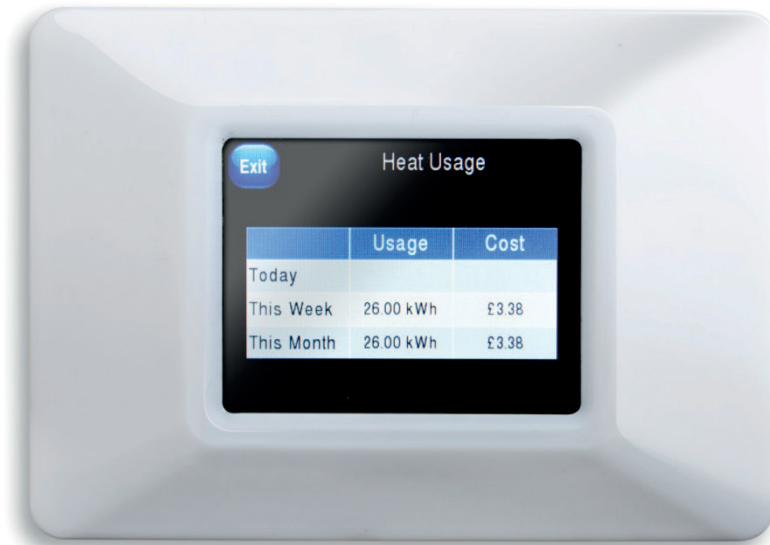 Exit
Heat Usage
Usage Cost
Today
This Week 26.00 kWh £3.38
This Month 26.00 kWh £3.38